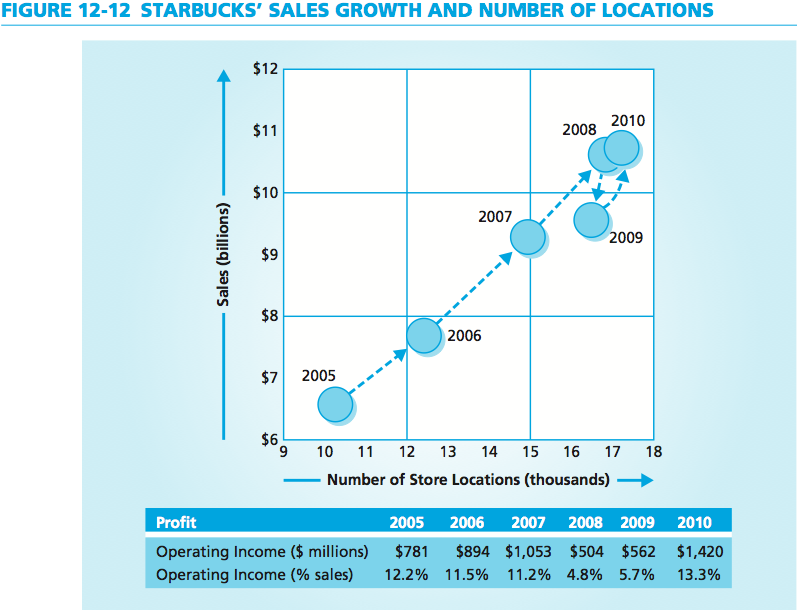 FIGURE 12-12 STARBUCKS’ SALES GROWTH AND NUMBER OF LOCATIONS
$12
2010
2008
$11
$10
2007
2009
$9
Sales (billions)
$8
2006
2005
$7
$6
9 10 11 12 13 14 15 16 17 18
Number of Store Locations (thousands)
Profit 2005 2006 2007 2008 2009 2010
Operating Income ($ millions) $781 $894 $1,053 $504 $562 $1,420
Operating Income (% sales) 12.2% 11.5% 11.2% 4.8% 5.7% 13.3%